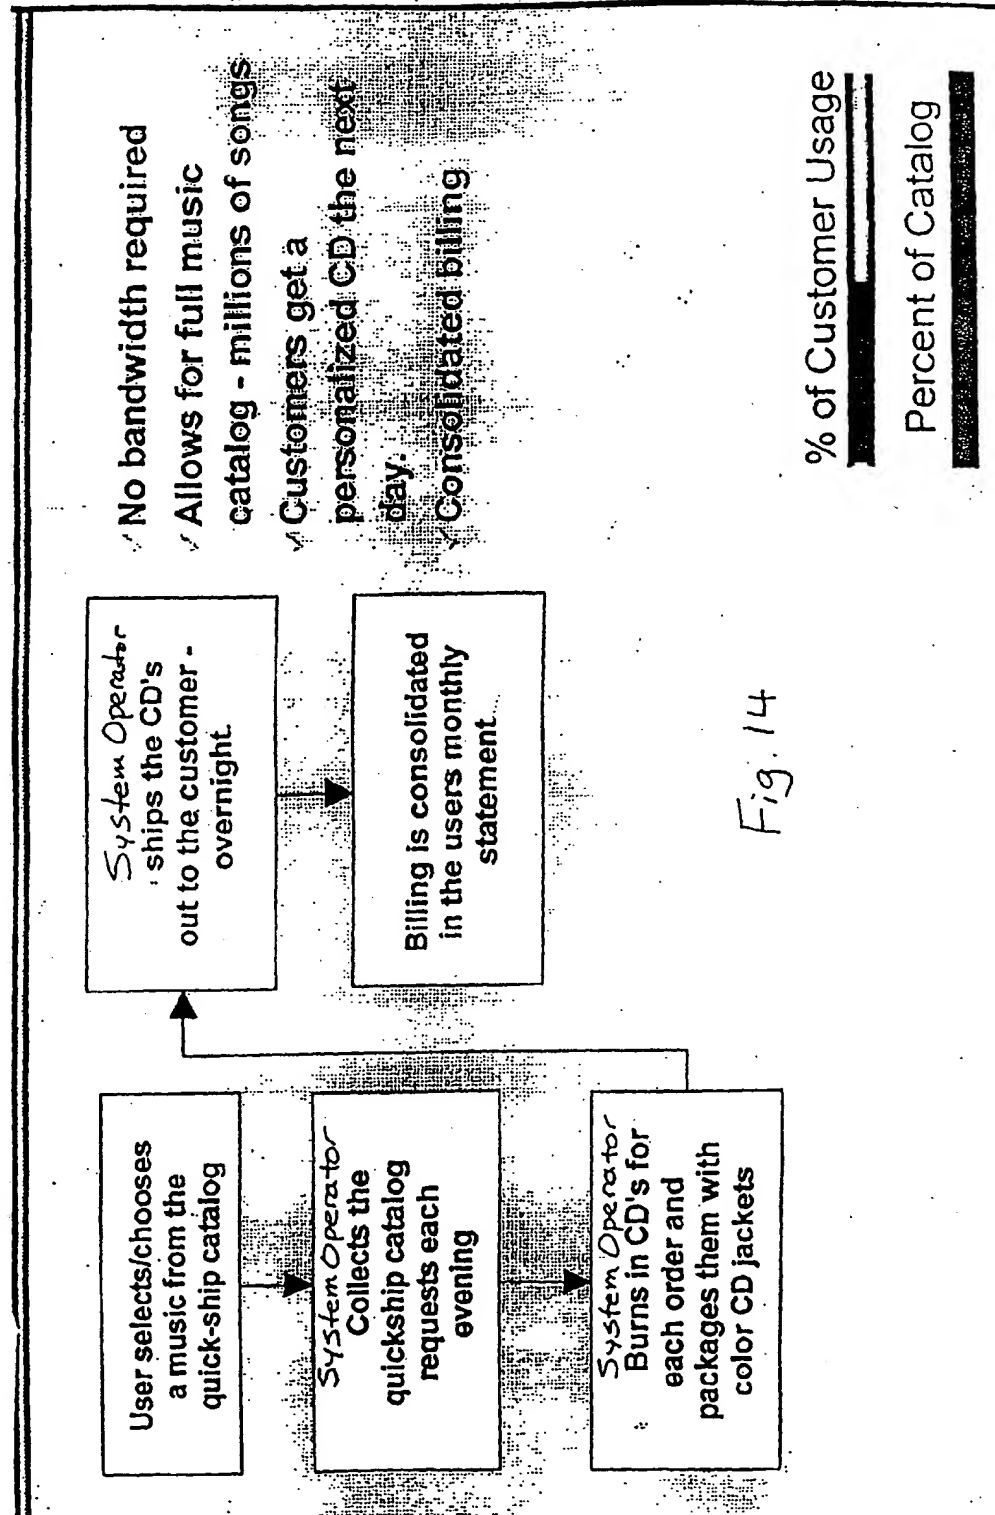 User selects/chooses
a music from the
quick-ship catalog
System Operator
Collects the
quickship catalog
requests each
evening
System Operator
Burns in CD's for
each order and
packages them with
color CD jackets
System Operator
ships the CD's
out to the customer -
overnight.
Billing is consolidated
in the users monthly
statement.
✓ No bandwidth required
✓ Allows for full music
catalog - millions of songs
✓ Customers get a
personalized CD the next
day.
✓ Consolidated billing
% of Customer Usage
Percent of Catalog
Fig. 14